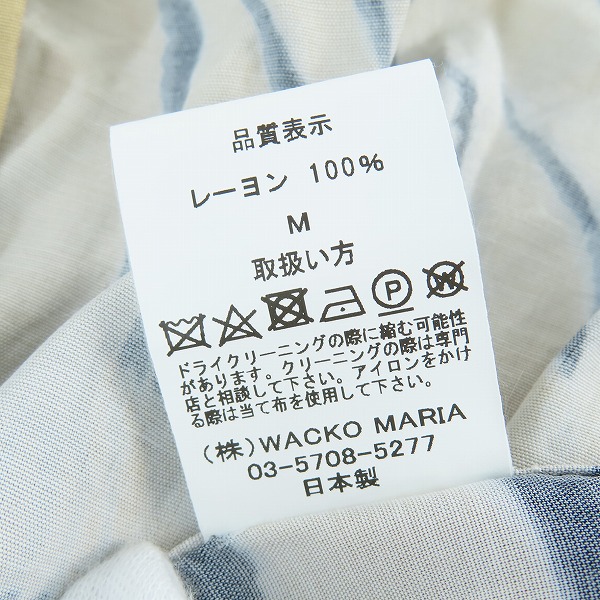 品質表示
レーヨン 100%
M
取扱い方
P W
ドライクリーニングの際に縮む可能性
があります。クリーニングの際は専門
店と相談して下さい。アイロンをかけ
る際は当て布を使用して下さい。
(株)WACKO MARIA
03-5708-5277
日本製